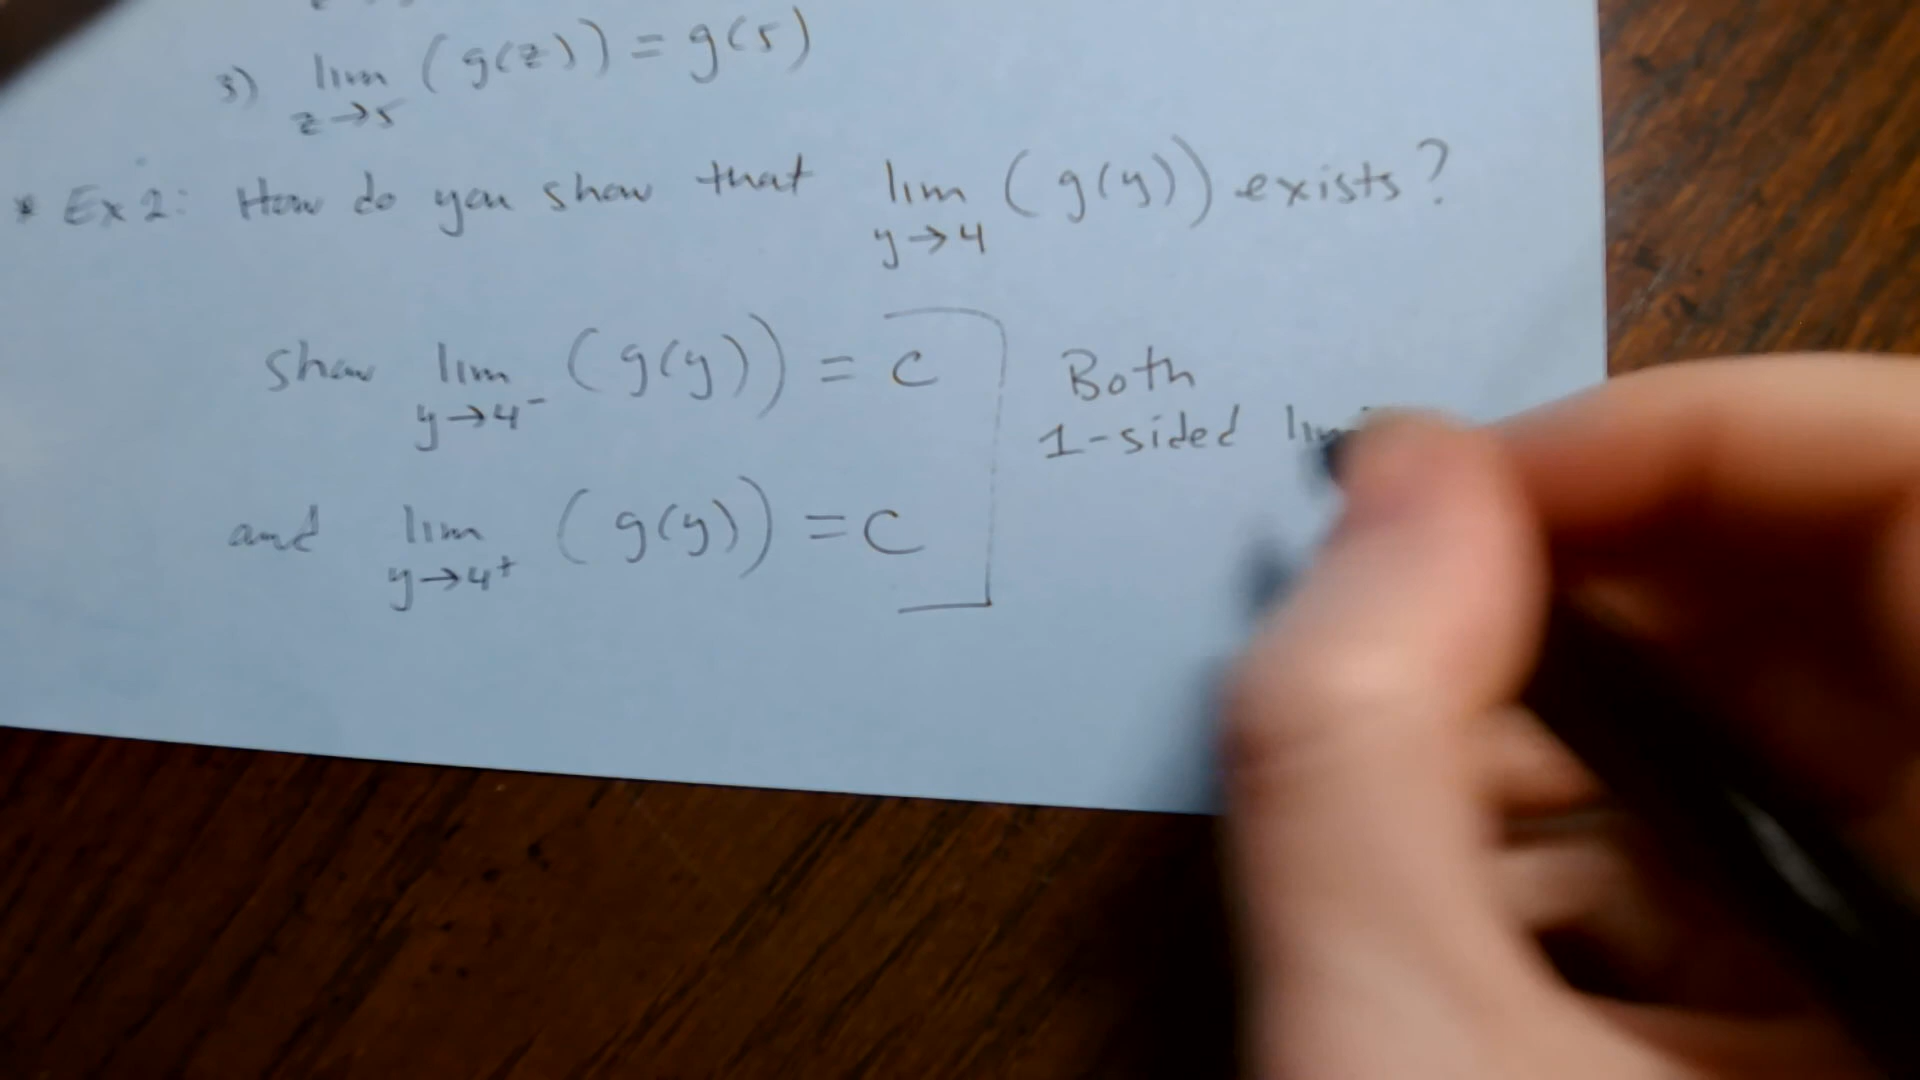 3) lim (g(z)) = g(5)
z→5
* Ex 2: How do you show that lim (g(y)) exists?
y→4
show lim (g(y)) = c
y→4⁻
Both
1-sided
and lim (g(y)) = c
y→4⁺